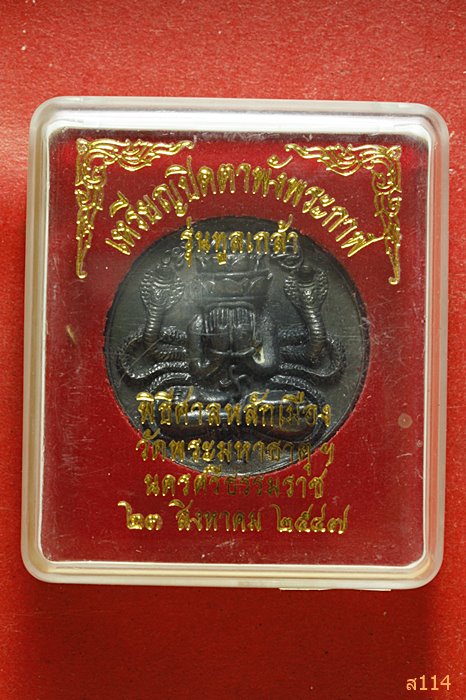 เหรียญปิดตาพังพระกาฬ
รุ่นทูลเกล้า
พิธีศาลหลักเมือง
วัดพระมหาธาตุฯ
นครศรีธรรมราช
๒๓ สิงหาคม ๒๕๔๗
ส114